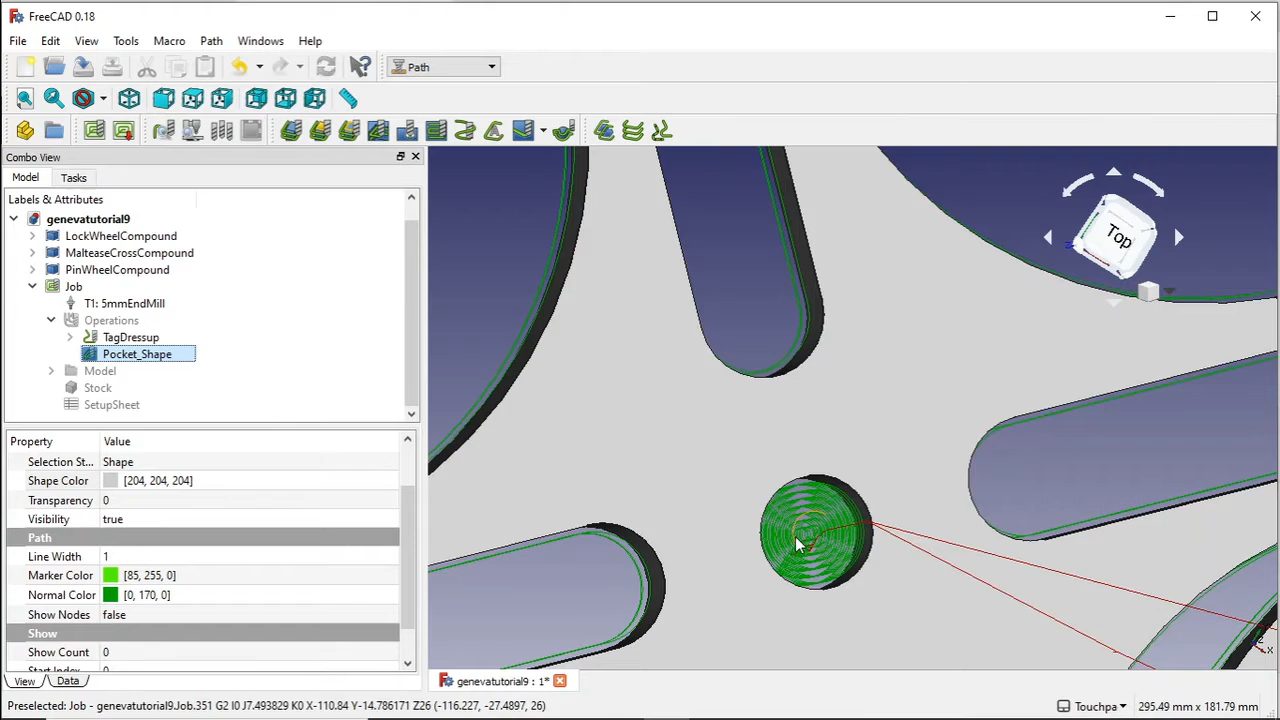 FreeCAD 0.18
File Edit View Tools Macro Path Windows Help
Path
Combo View
Model Tasks
Labels & Attributes
genevatutorial9
LockWheelCompound
MalteaseCrossCompound
PinWheelCompound
Job
T1: 5mmEndMill
Operations
TagDressup
Pocket_Shape
Model
Stock
SetupSheet
Top
Property Value
Selection St... Shape
Shape Color [204, 204, 204]
Transparency 0
Visibility true
Path
Line Width 1
Marker Color [85, 255, 0]
Normal Color [0, 170, 0]
Show Nodes false
Show
Show Count 0
Start Index 0
View Data
genevatutorial9 : 1*
Z
X
Preselected: Job - genevatutorial9.Job.351 G2 I0 J7.493829 K0 X-110.84 Y-14.786171 Z26 (-116.227, -27.4897, 26)
Touchpa
295.49 mm x 181.79 mm